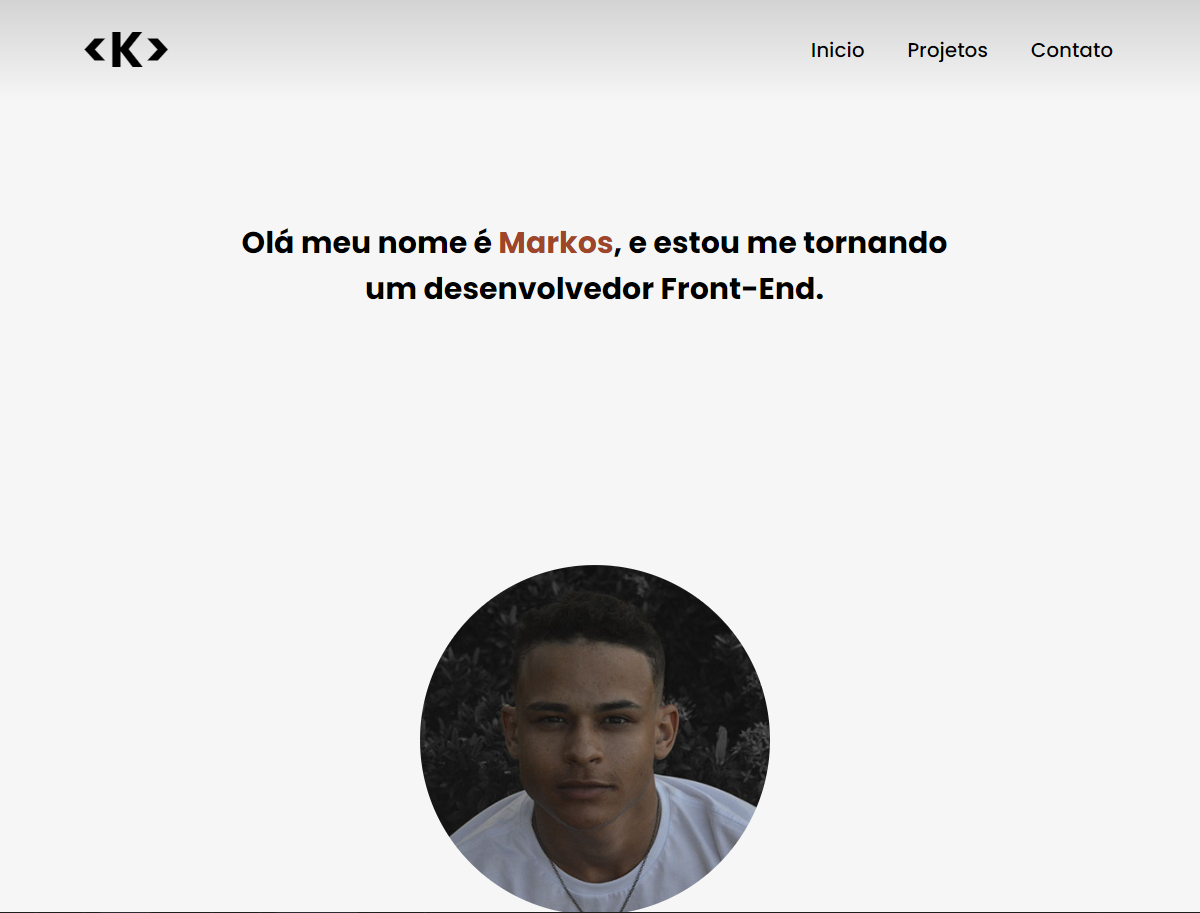 <K>
Inicio Projetos Contato
Olá meu nome é Markos, e estou me tornando
um desenvolvedor Front-End.